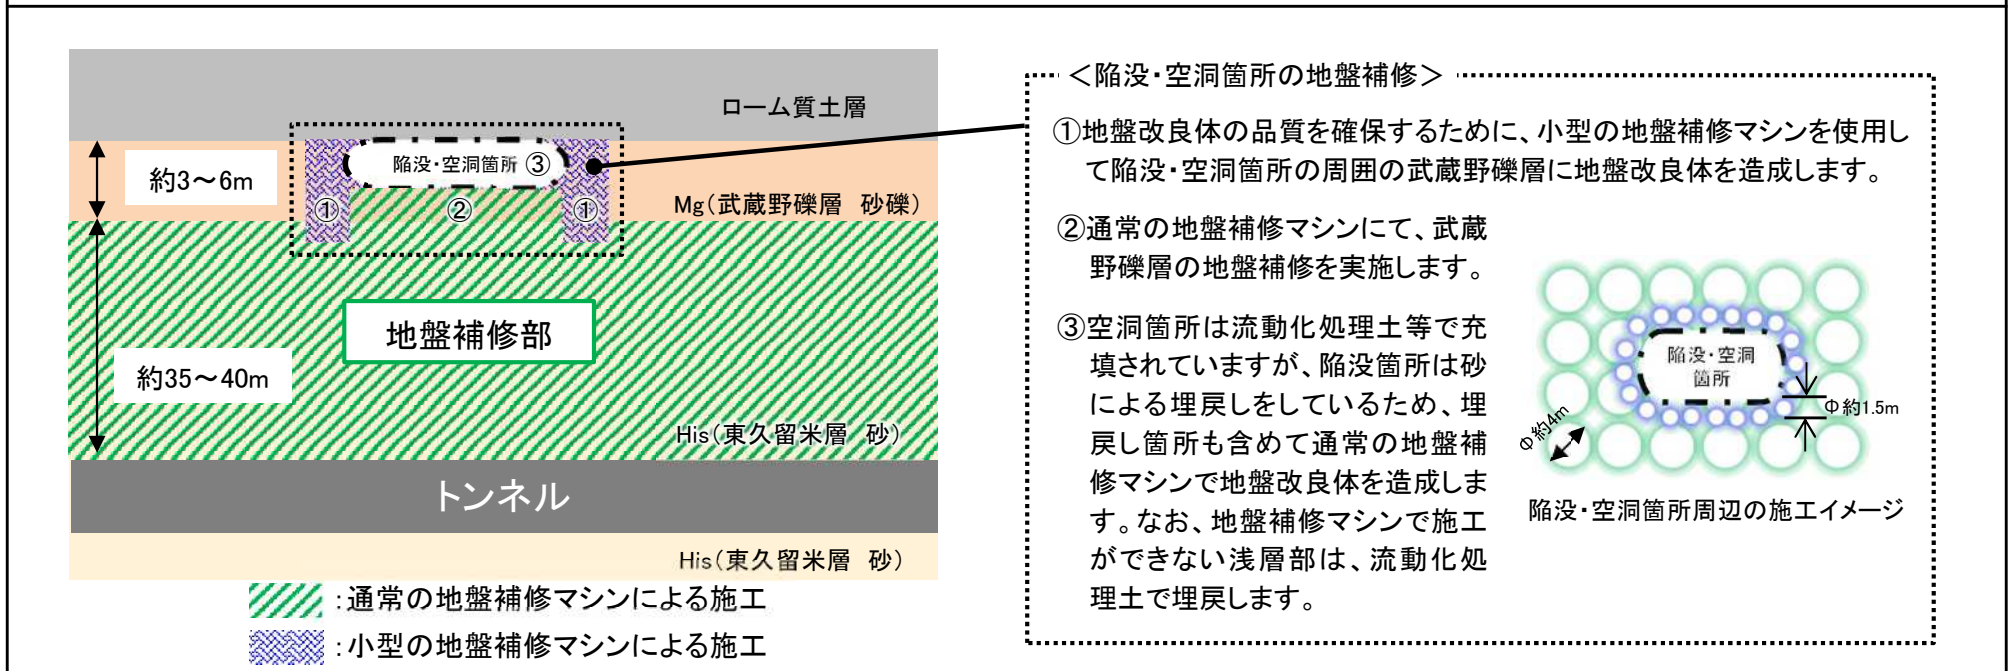 ローム質土層
陥没・空洞箇所 ③
約3～6m
① ② ①
Mg（武蔵野礫層　砂礫）
地盤補修部
約35～40m
His（東久留米層　砂）
トンネル
His（東久留米層　砂）
：通常の地盤補修マシンによる施工
：小型の地盤補修マシンによる施工
＜陥没・空洞箇所の地盤補修＞
①地盤改良体の品質を確保するために、小型の地盤補修マシンを使用し
て陥没・空洞箇所の周囲の武蔵野礫層に地盤改良体を造成します。
②通常の地盤補修マシンにて、武蔵
野礫層の地盤補修を実施します。
③空洞箇所は流動化処理土等で充
填されていますが、陥没箇所は砂
による埋戻しをしているため、埋
戻し箇所も含めて通常の地盤補
修マシンで地盤改良体を造成しま
す。なお、地盤補修マシンで施工
ができない浅層部は、流動化処
理土で埋戻します。
陥没・空洞
箇所
Φ約1.5m
Φ約4m
陥没・空洞箇所周辺の施工イメージ